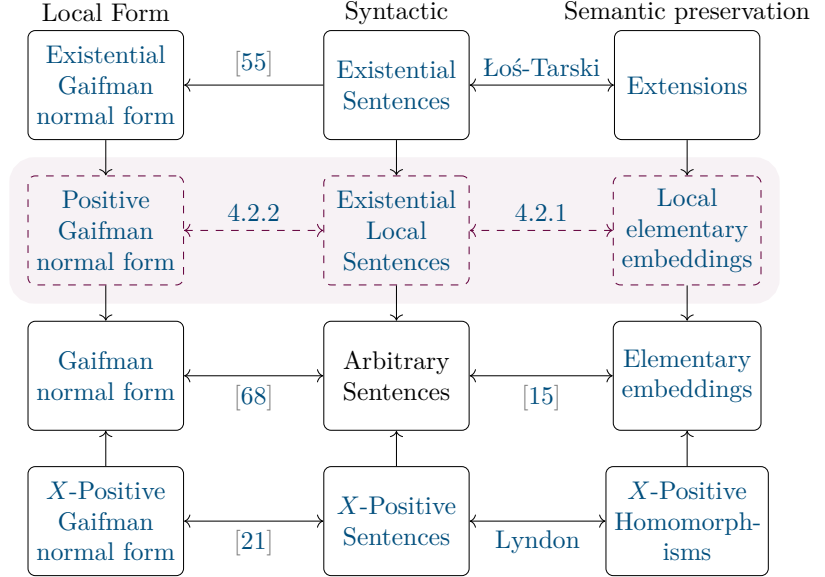 Local Form
Syntactic
Semantic preservation
Existential
Gaifman
normal form
[55]
Existential
Sentences
Łoś-Tarski
Extensions
Positive
Gaifman
normal form
4.2.2
Existential
Local
Sentences
4.2.1
Local
elementary
embeddings
Gaifman
normal form
[68]
Arbitrary
Sentences
[15]
Elementary
embeddings
X-Positive
Gaifman
normal form
[21]
X-Positive
Sentences
Lyndon
X-Positive
Homomorph-
isms